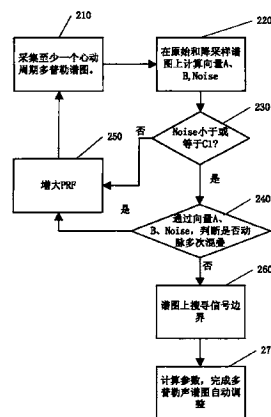 210
采集至少一个心动
周期多普勒谱图。
220
在原始和降采样谱
图上计算向量A、
B,Noise
230
Noise小于或
等于C1?
否
250
增大PRF
是
240
通过向量A、
B、Noise,判断是否动
脉多次混叠
是
否
260
谱图上搜寻信号边
界
27
计算参数,完成多
普勒声谱图自动调
整